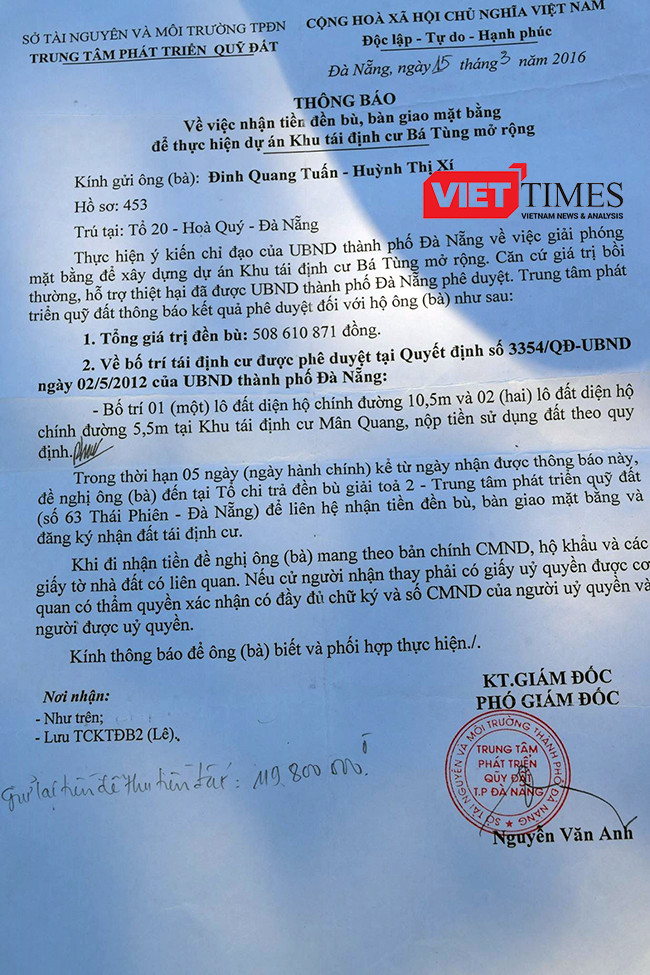 SỞ TÀI NGUYÊN VÀ MÔI TRƯỜNG TPĐN
TRUNG TÂM PHÁT TRIỂN QUỸ ĐẤT
CỘNG HOÀ XÃ HỘI CHỦ NGHĨA VIỆT NAM
Độc lập - Tự do - Hạnh phúc
Đà Nẵng, ngày 15 tháng 3 năm 2016
THÔNG BÁO
Về việc nhận tiền đền bù, bàn giao mặt bằng
để thực hiện dự án Khu tái định cư Bá Tùng mở rộng
Kính gửi ông (bà): Đinh Quang Tuấn - Huỳnh Thị Xí
VIETTIMES
VIETNAM NEWS & ANALYSIS
Hồ sơ: 453
Trú tại: Tổ 20 - Hoà Quý - Đà Nẵng
Thực hiện ý kiến chỉ đạo của UBND thành phố Đà Nẵng về việc giải phóng
mặt bằng để xây dựng dự án Khu tái định cư Bá Tùng mở rộng. Căn cứ giá trị bồi
thường, hỗ trợ thiệt hại đã được UBND thành phố Đà Nẵng phê duyệt. Trung tâm phát
triển quỹ đất thông báo kết quả phê duyệt đối với hộ ông (bà) như sau:
1. Tổng giá trị đền bù: 508 610 871 đồng.
2. Về bố trí tái định cư được phê duyệt tại Quyết định số 3354/QĐ-UBND
ngày 02/5/2012 của UBND thành phố Đà Nẵng:
- Bố trí 01 (một) lô đất diện hộ chính đường 10,5m và 02 (hai) lô đất diện hộ
chính đường 5,5m tại Khu tái định cư Mân Quang, nộp tiền sử dụng đất theo quy
định.
Trong thời hạn 05 ngày (ngày hành chính) kể từ ngày nhận được thông báo này,
đề nghị ông (bà) đến tại Tổ chi trả đền bù giải toả 2 - Trung tâm phát triển quỹ đất
(số 63 Thái Phiên - Đà Nẵng) để liên hệ nhận tiền đền bù, bàn giao mặt bằng và
đăng ký nhận đất tái định cư.
Khi đi nhận tiền đề nghị ông (bà) mang theo bản chính CMND, hộ khẩu và các
giấy tờ nhà đất có liên quan. Nếu cử người nhận thay phải có giấy uỷ quyền được cơ
quan có thẩm quyền xác nhận có đầy đủ chữ ký và số CMND của người uỷ quyền và
người được uỷ quyền.
Kính thông báo để ông (bà) biết và phối hợp thực hiện./.
KT.GIÁM ĐỐC
PHÓ GIÁM ĐỐC
Nơi nhận:
- Như trên;
- Lưu TCKTĐB2 (Lê).
Giữ lại tiền để thu tiền đất: 119,800 000đ
SỞ TÀI NGUYÊN VÀ MÔI TRƯỜNG THÀNH PHỐ ĐÀ NẴNG
TRUNG TÂM
PHÁT TRIỂN
QUỸ ĐẤT
T.P ĐÀ NẴNG
Nguyễn Văn Anh